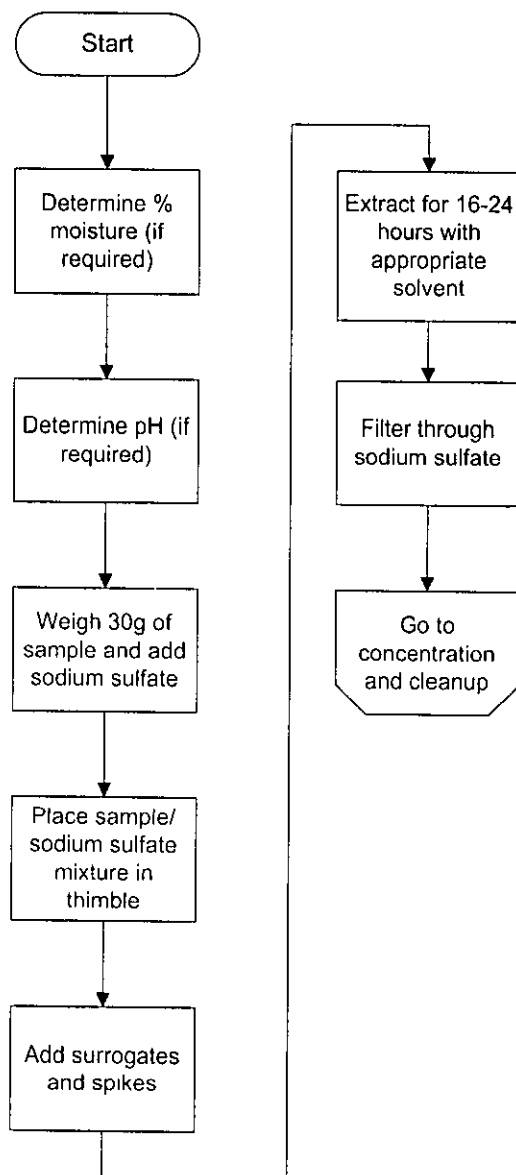 Start
Determine %
moisture (if
required)
Determine pH (if
required)
Weigh 30g of
sample and add
sodium sulfate
Place sample/
sodium sulfate
mixture in
thimble
Add surrogates
and spikes
Extract for 16-24
hours with
appropriate
solvent
Filter through
sodium sulfate
Go to
concentration
and cleanup